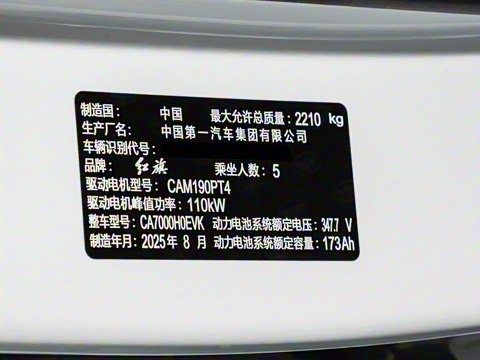 制造国： 中国 最大允许总质量：2210 kg
生产厂名： 中国第一汽车集团有限公司
车辆识别代号：
品牌： 红旗 乘坐人数：5
驱动电机型号： CAM190PT4
驱动电机峰值功率：110kW
整车型号：CA7000H0EVK 动力电池系统额定电压：347.7 V
制造年月：2025年 8 月 动力电池系统额定容量：173Ah